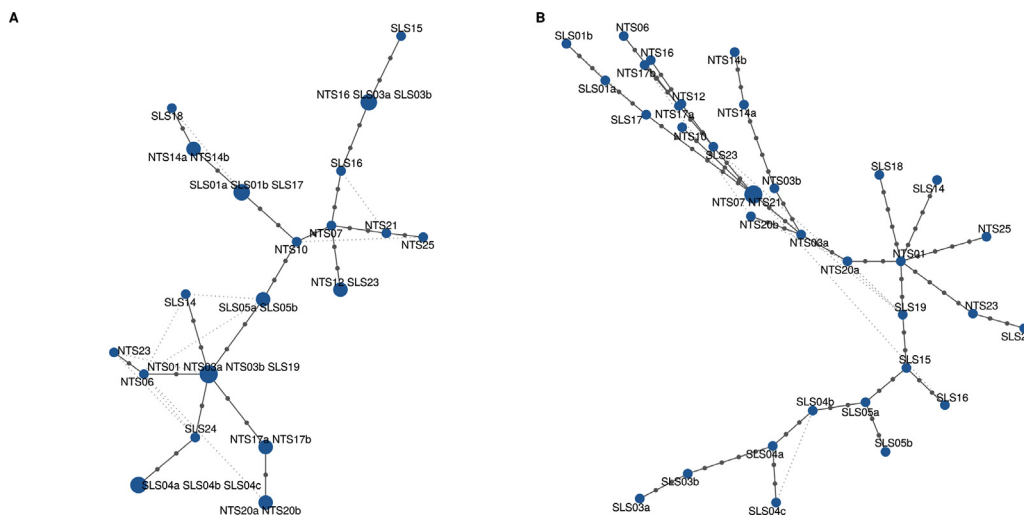 A
B
SLS15
NTS16 SLS03a SLS03b
SLS18
NTS14a NTS14b
SLS16
SLS01a SLS01b SLS17
NTS07
NTS21
NTS25
NTS10
NTS12 SLS23
SLS14
SLS05a SLS05b
NTS23
NTS01 NTS03a NTS03b SLS19
NTS06
SLS24
NTS17a NTS17b
SLS04a SLS04b SLS04c
NTS20a NTS20b
SLS01b
NTS06
NTS16
NTS17b
NTS14b
SLS01a
NTS12
NTS17a
NTS14a
SLS17
NTS10
SLS23
NTS03b
NTS07 NTS21
NTS20b
NTS03a
SLS18
SLS14
NTS25
NTS01
NTS20a
SLS19
NTS23
SLS2
SLS15
SLS16
SLS04b
SLS05a
SLS05b
SLS04a
SLS03b
SLS03a
SLS04c